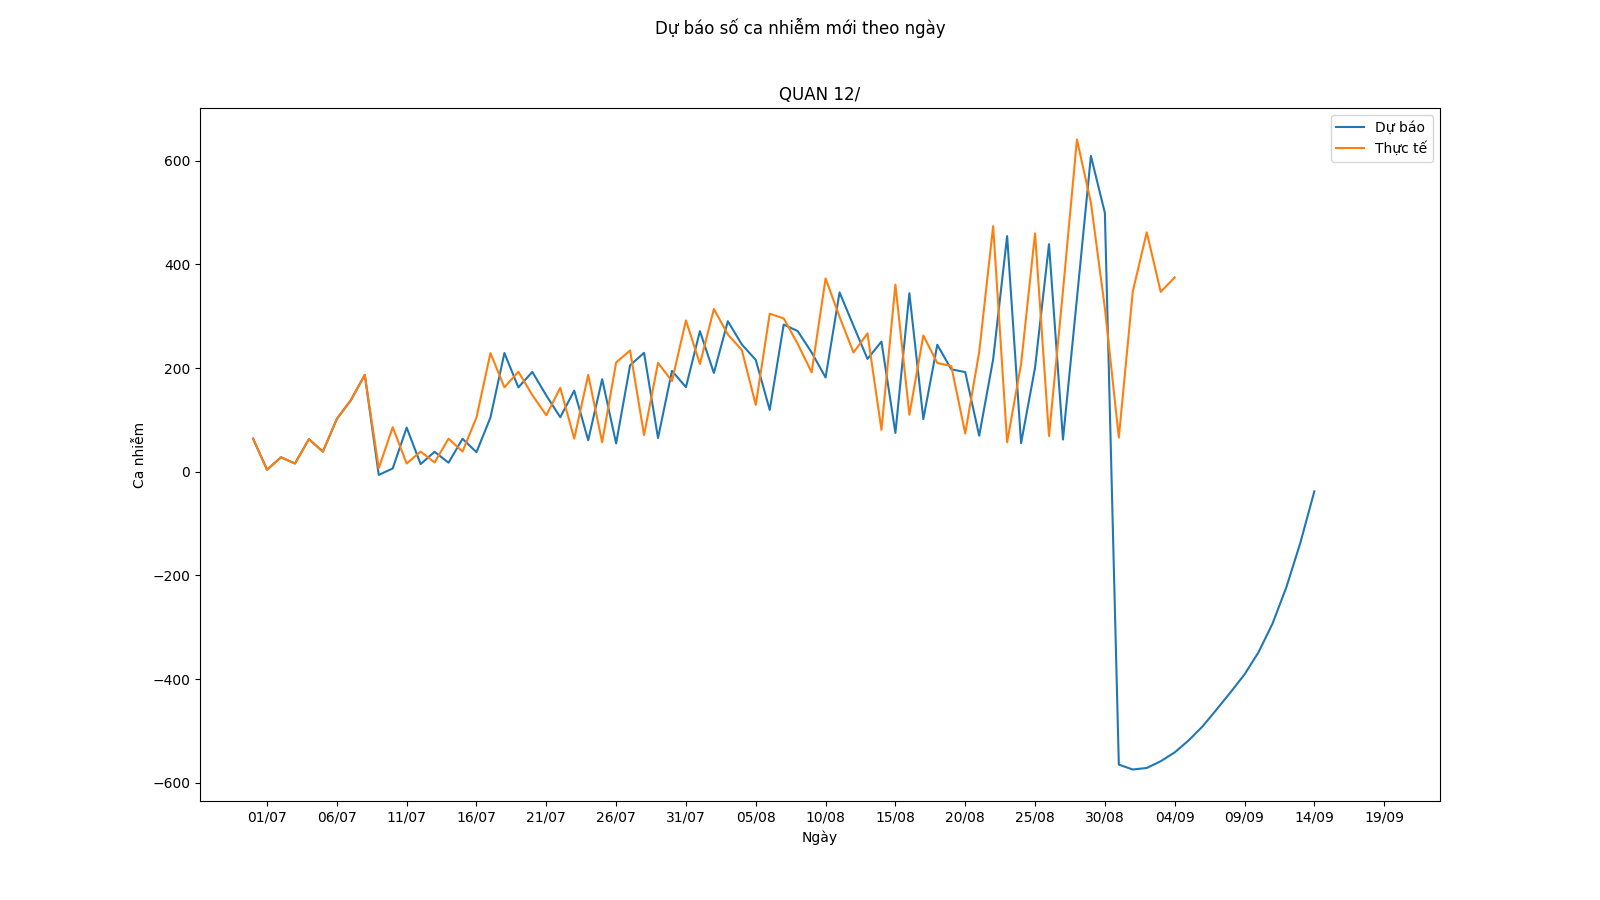 Dự báo số ca nhiễm mới theo ngày
QUAN 12/
Dự báo
Thực tế
600
400
200
0
−200
−400
−600
Ca nhiễm
01/07 06/07 11/07 16/07 21/07 26/07 31/07 05/08 10/08 15/08 20/08 25/08 30/08 04/09 09/09 14/09 19/09
Ngày